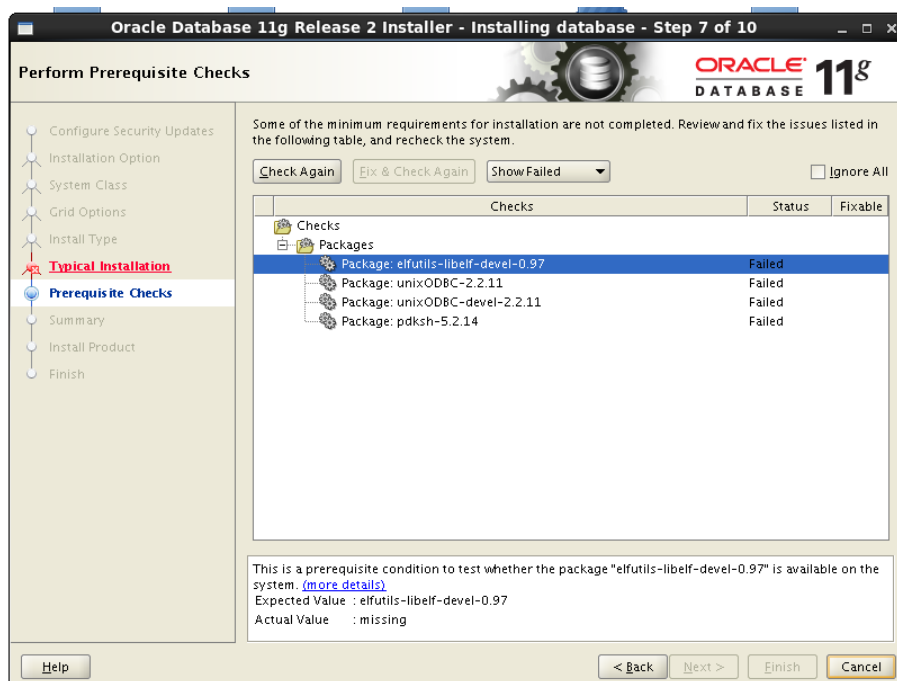 Oracle Database 11g Release 2 Installer - Installing database - Step 7 of 10
Perform Prerequisite Checks
ORACLE
DATABASE
11g
Configure Security Updates
Installation Option
System Class
Grid Options
Install Type
Typical Installation
Prerequisite Checks
Summary
Install Product
Finish
Some of the minimum requirements for installation are not completed. Review and fix the issues listed in
the following table, and recheck the system.
Check Again
Fix & Check Again
Show Failed
Ignore All
Checks
Status
Fixable
Checks
Packages
Package: elfutils-libelf-devel-0.97 Failed
Package: unixODBC-2.2.11 Failed
Package: unixODBC-devel-2.2.11 Failed
Package: pdksh-5.2.14 Failed
This is a prerequisite condition to test whether the package "elfutils-libelf-devel-0.97" is available on the
system. (more details)
Expected Value : elfutils-libelf-devel-0.97
Actual Value : missing
Help
< Back
Next >
Finish
Cancel